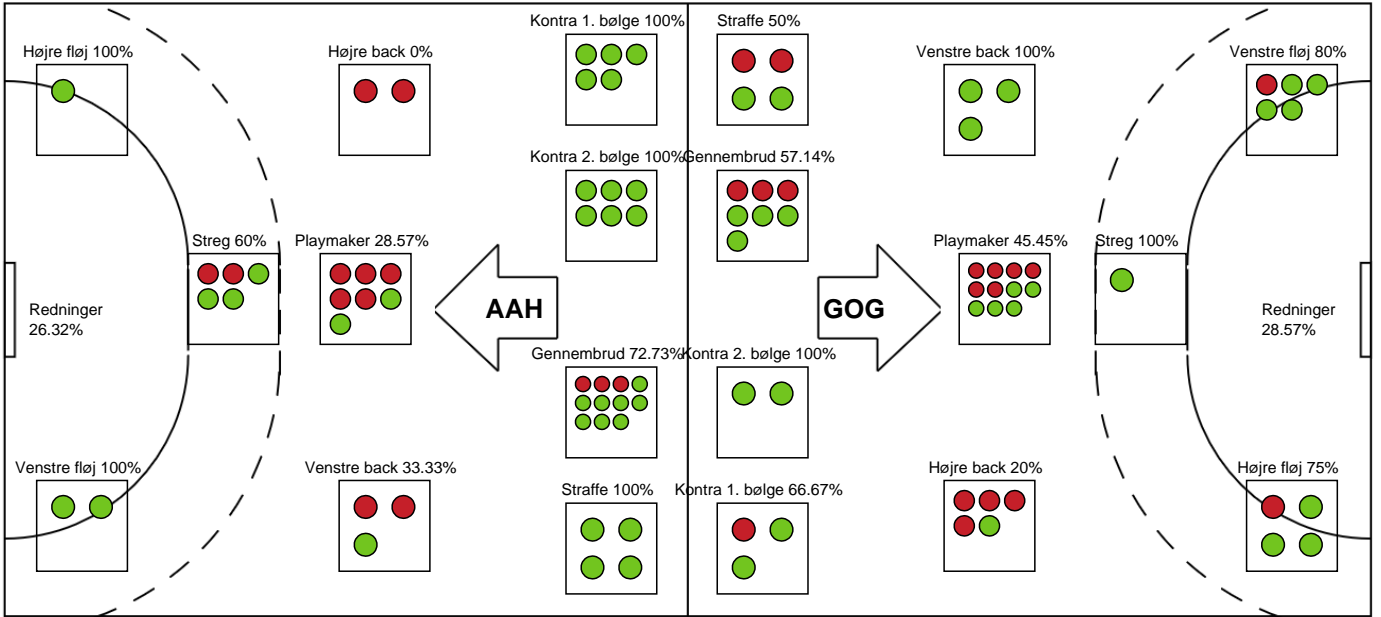 Kontra 1. bølge 100%
Straffe 50%
Højre fløj 100%
Højre back 0%
Venstre back 100%
Venstre fløj 80%
Kontra 2. bølge 100%
Gennembrud 57.14%
Streg 60%
Playmaker 28.57%
Playmaker 45.45%
Streg 100%
Redninger
26.32%
AAH
GOG
Redninger
28.57%
Gennembrud 72.73%
Kontra 2. bølge 100%
Venstre fløj 100%
Venstre back 33.33%
Straffe 100%
Kontra 1. bølge 66.67%
Højre back 20%
Højre fløj 75%